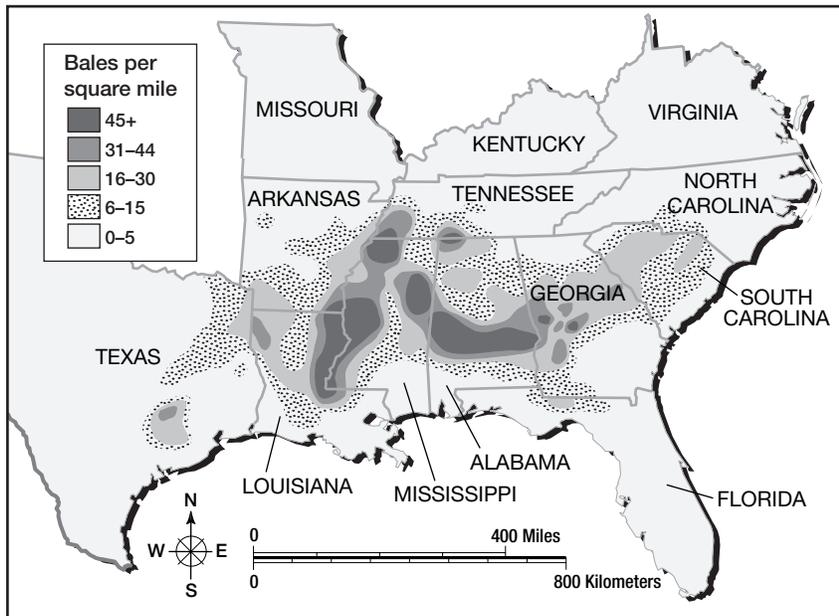 Bales per
square mile
45+
31–44
16–30
6–15
0–5
MISSOURI
VIRGINIA
KENTUCKY
ARKANSAS
TENNESSEE
NORTH
CAROLINA
GEORGIA
SOUTH
CAROLINA
TEXAS
ALABAMA
LOUISIANA
MISSISSIPPI
FLORIDA
N
W
E
S
0
400 Miles
0
800 Kilometers